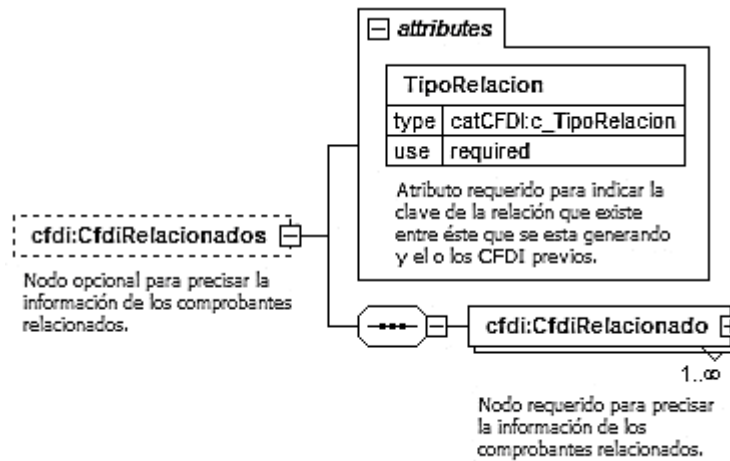 attributes
TipoRelacion
type catCFDI:c_TipoRelacion
use required
Atributo requerido para indicar la
clave de la relación que existe
entre éste que se esta generando
y el o los CFDI previos.
cfdi:CfdiRelacionados
Nodo opcional para precisar la
información de los comprobantes
relacionados.
cfdi:CfdiRelacionado
1..∞
Nodo requerido para precisar
la información de los
comprobantes relacionados.